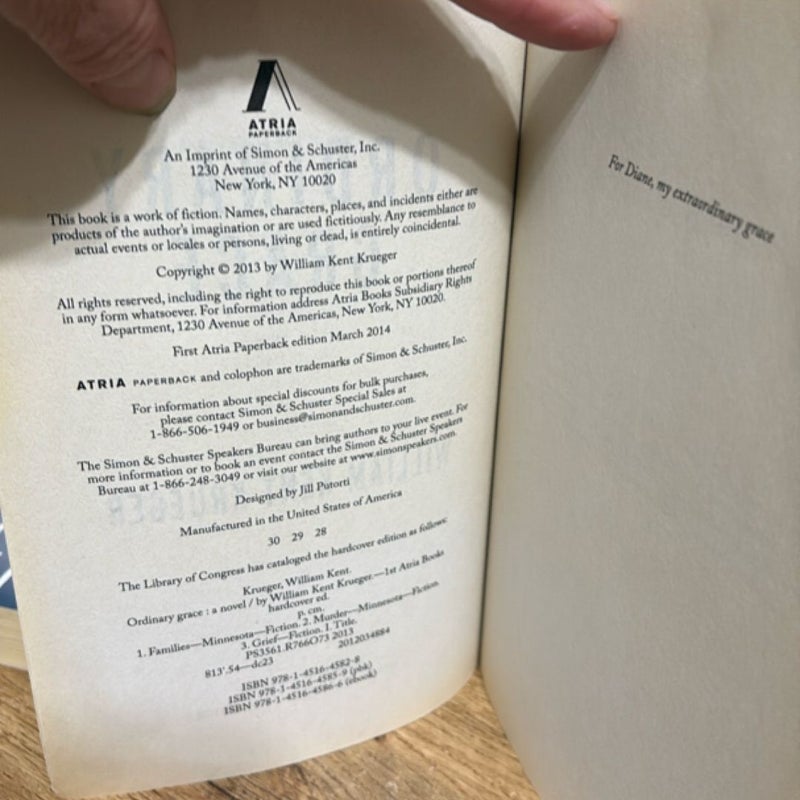 ATRIA
PAPERBACK
An Imprint of Simon & Schuster, Inc.
1230 Avenue of the Americas
New York, NY 10020
This book is a work of fiction. Names, characters, places, and incidents either are
products of the author's imagination or are used fictitiously. Any resemblance to
actual events or locales or persons, living or dead, is entirely coincidental.
Copyright © 2013 by William Kent Krueger
All rights reserved, including the right to reproduce this book or portions thereof
in any form whatsoever. For information address Atria Books Subsidiary Rights
Department, 1230 Avenue of the Americas, New York, NY 10020.
First Atria Paperback edition March 2014
ATRIA PAPERBACK and colophon are trademarks of Simon & Schuster, Inc.
For information about special discounts for bulk purchases,
please contact Simon & Schuster Special Sales at
1-866-506-1949 or business@simonandschuster.com.
The Simon & Schuster Speakers Bureau can bring authors to your live event. For
more information or to book an event contact the Simon & Schuster Speakers
Bureau at 1-866-248-3049 or visit our website at www.simonspeakers.com.
Designed by Jill Putorti
Manufactured in the United States of America
30 29 28
The Library of Congress has cataloged the hardcover edition as follows:
Krueger, William Kent.
Ordinary grace : a novel / by William Kent Krueger.—1st Atria Books
hardcover ed.
p. cm.
1. Families—Minnesota—Fiction. 2. Murder—Minnesota—Fiction.
3. Grief—Fiction. I. Title.
PS3561.R766O73 2013
813'.54—dc23 2012034884
ISBN 978-1-4516-4582-8
ISBN 978-1-4516-4585-9 (pbk)
ISBN 978-1-4516-4586-6 (ebook)
For Diane, my extraordinary grace